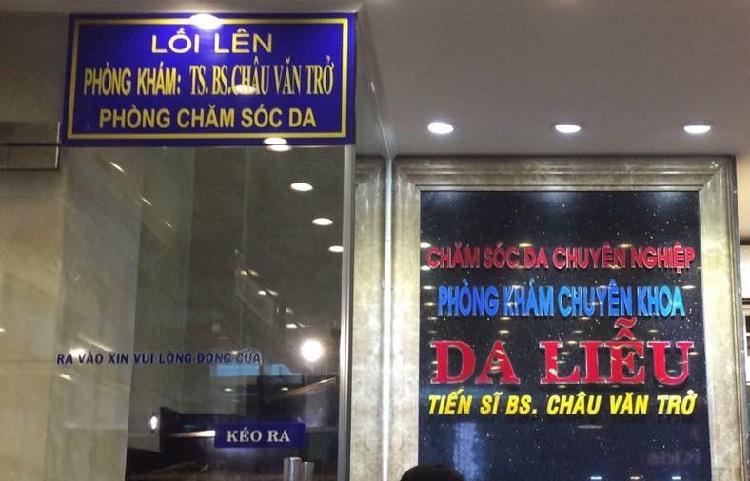 LỐI LÊN
PHÒNG KHÁM: TS. BS.CHÂU VĂN TRỞ
PHÒNG CHĂM SÓC DA
RA VÀO XIN VUI LÒNG ĐÓNG CỬA
KÉO RA
CHĂM SÓC DA CHUYÊN NGHIỆP
PHÒNG KHÁM CHUYÊN KHOA
DA LIỄU
TIẾN SĨ BS. CHÂU VĂN TRỞ